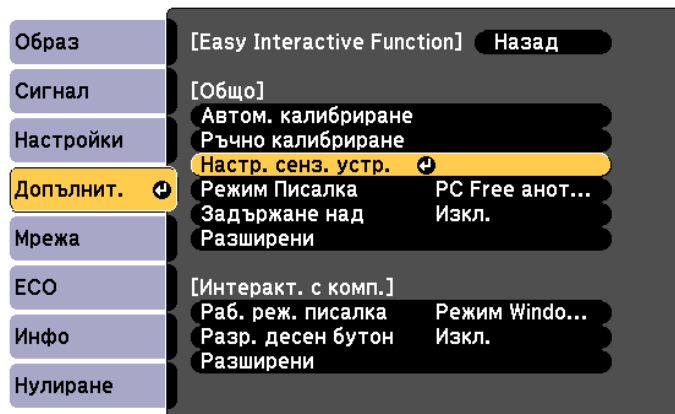 Образ
Сигнал
Настройки
Допълнит.
Мрежа
ECO
Инфо
Нулиране
[Easy Interactive Function] Назад
[Общо]
Автом. калибриране
Ръчно калибриране
Настр. сенз. устр.
Режим Писалка PC Free анот...
Задържане над Изкл.
Разширени
[Интеракт. с комп.]
Раб. реж. писалка Режим Windo...
Разр. десен бутон Изкл.
Разширени